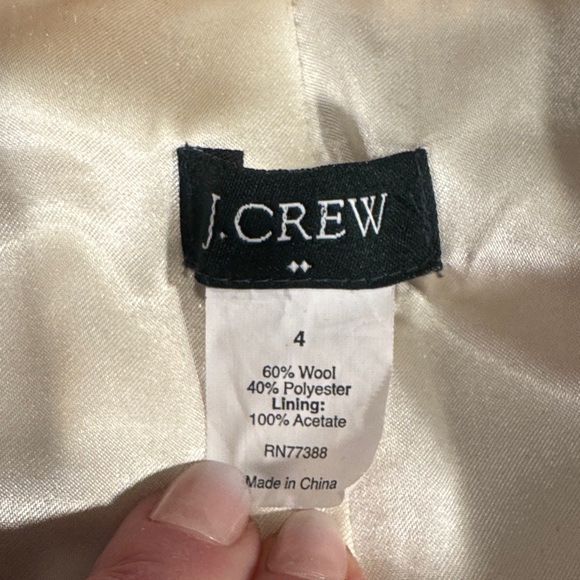 J.CREW
4
60% Wool
40% Polyester
Lining:
100% Acetate
RN77388
Made in China